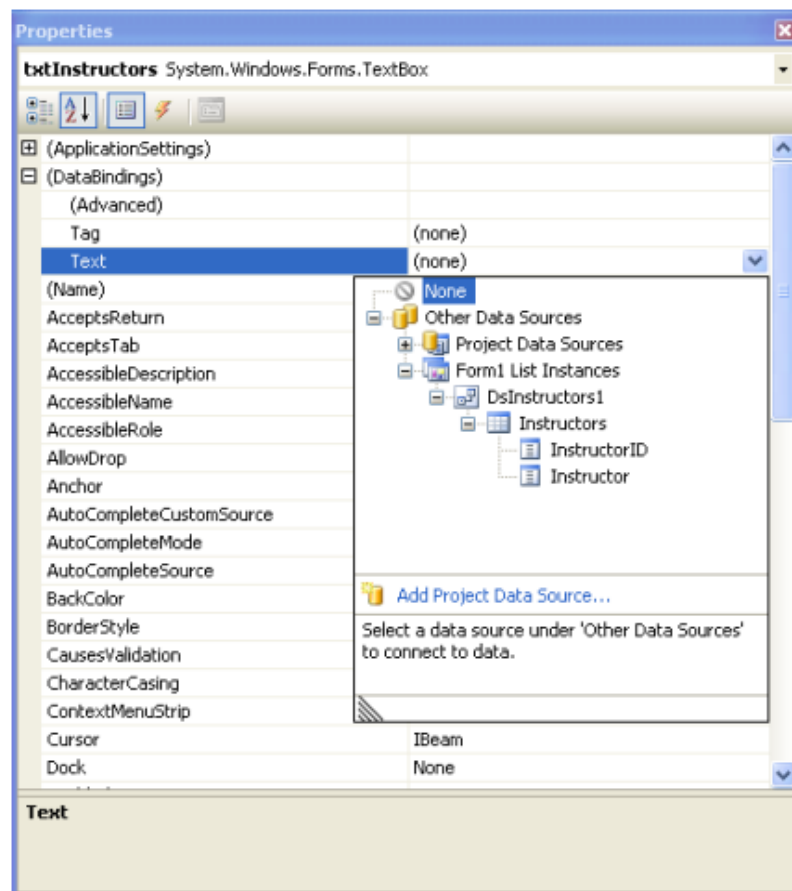 Properties
txtInstructors System.Windows.Forms.TextBox
(ApplicationSettings)
(DataBindings)
(Advanced)
Tag (none)
Text (none)
(Name)
AcceptsReturn
AcceptsTab
AccessibleDescription
AccessibleName
AccessibleRole
AllowDrop
Anchor
AutoCompleteCustomSource
AutoCompleteMode
AutoCompleteSource
BackColor
BorderStyle
CausesValidation
CharacterCasing
ContextMenuStrip
Cursor IBeam
Dock None
None
Other Data Sources
Project Data Sources
Form1 List Instances
DsInstructors1
Instructors
InstructorID
Instructor
Add Project Data Source...
Select a data source under 'Other Data Sources'
to connect to data.
Text